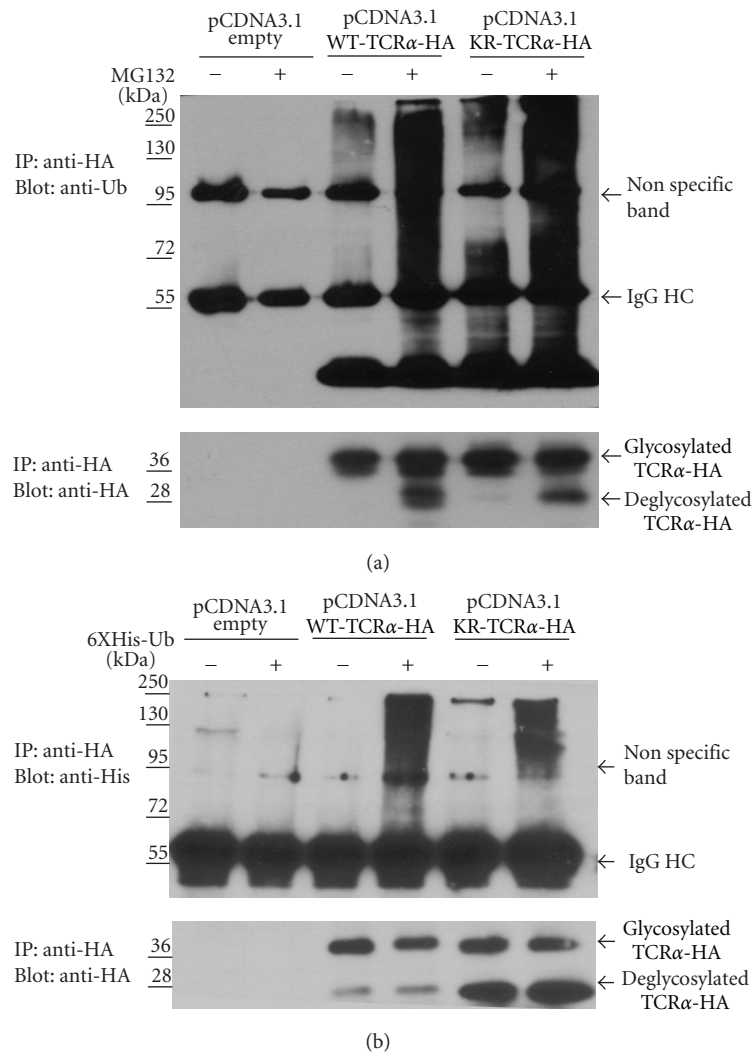 pCDNA3.1 pCDNA3.1 pCDNA3.1
empty WT-TCRα-HA KR-TCRα-HA
MG132 − + − + − +
(kDa)
250
130
IP: anti-HA
Blot: anti-Ub
95
← Non specific
band
72
55
← IgG HC
IP: anti-HA
Blot: anti-HA
36
28
← Glycosylated
TCRα-HA
← Deglycosylated
TCRα-HA
(a)
pCDNA3.1 pCDNA3.1 pCDNA3.1
empty WT-TCRα-HA KR-TCRα-HA
6XHis-Ub
(kDa) − + − + − +
250
130
IP: anti-HA
Blot: anti-His
95
← Non specific
band
72
55
← IgG HC
IP: anti-HA
Blot: anti-HA
36
28
← Glycosylated
TCRα-HA
← Deglycosylated
TCRα-HA
(b)